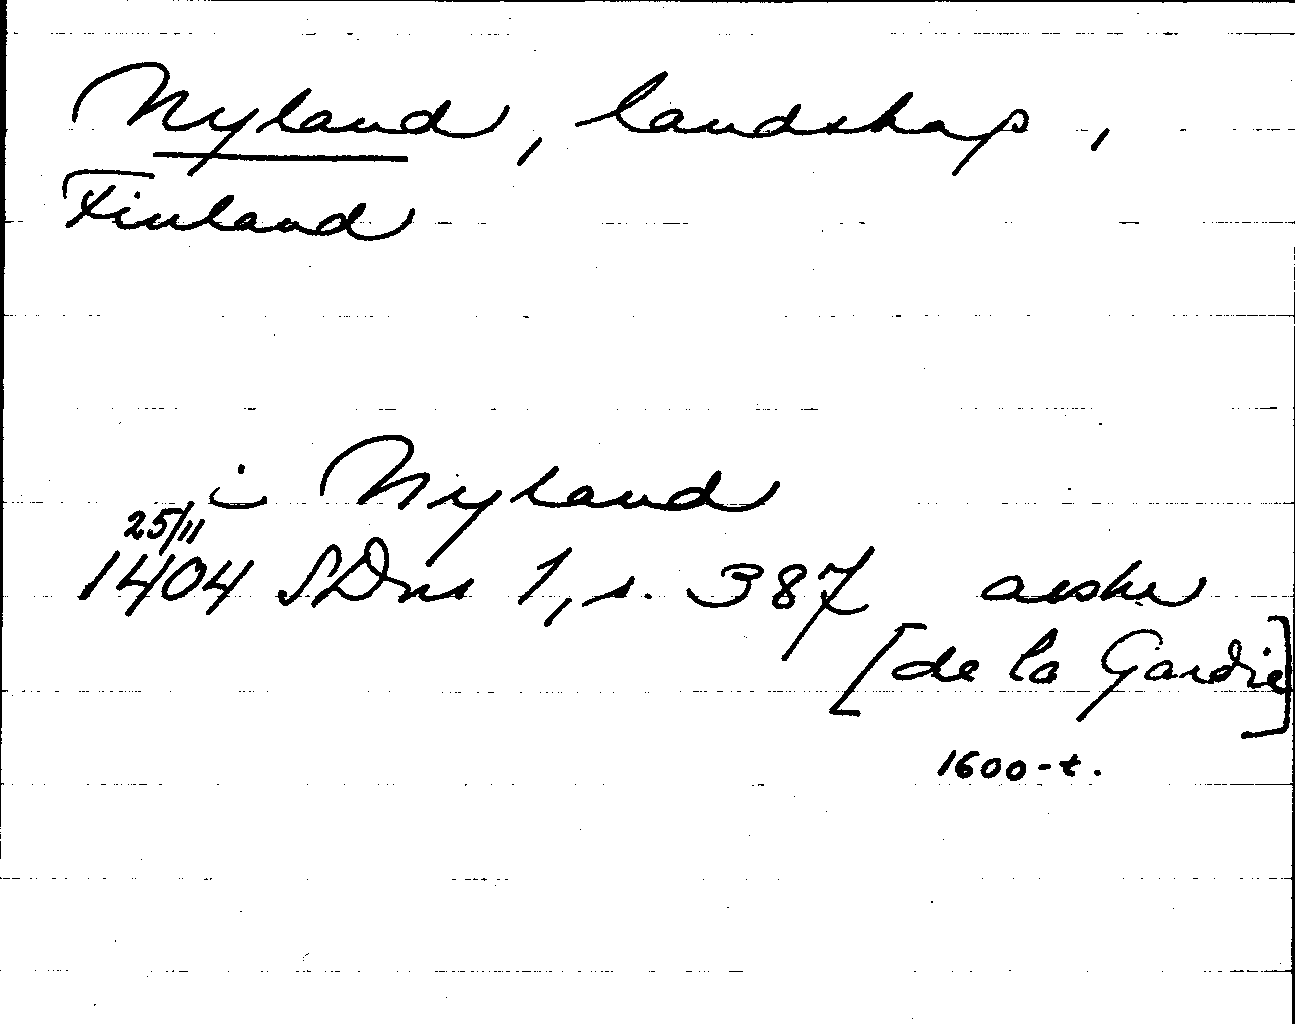 Nyland, landskap,
Finland
i Nyland
25/11
1404 SDns 1, s. 387 avskr
[de la Gardie]
1600-t.